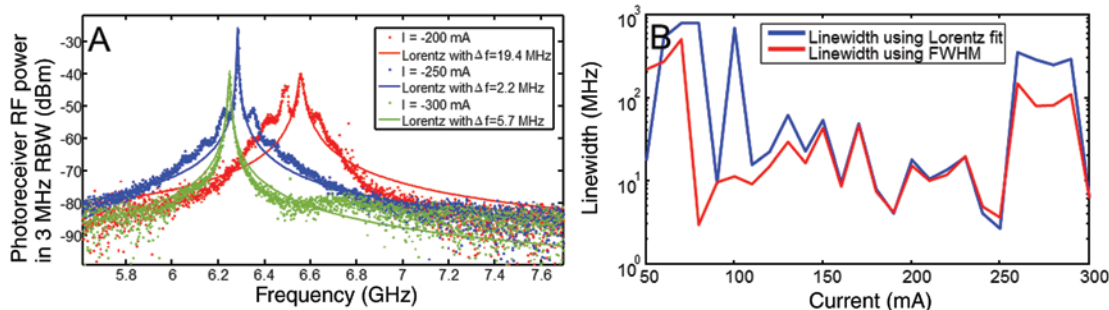 A
Photoreceiver RF power
in 3 MHz RBW (dBm)
-30
-40
-50
-60
-70
-80
-90
5.8 6 6.2 6.4 6.6 6.8 7 7.2 7.4 7.6
Frequency (GHz)
I = -200 mA
Lorentz with Δ f=19.4 MHz
I = -250 mA
Lorentz with Δ f=2.2 MHz
I = -300 mA
Lorentz with Δ f=5.7 MHz
B
Linewidth (MHz)
10³
10²
10¹
10⁰
50 100 150 200 250 300
Current (mA)
Linewidth using Lorentz fit
Linewidth using FWHM